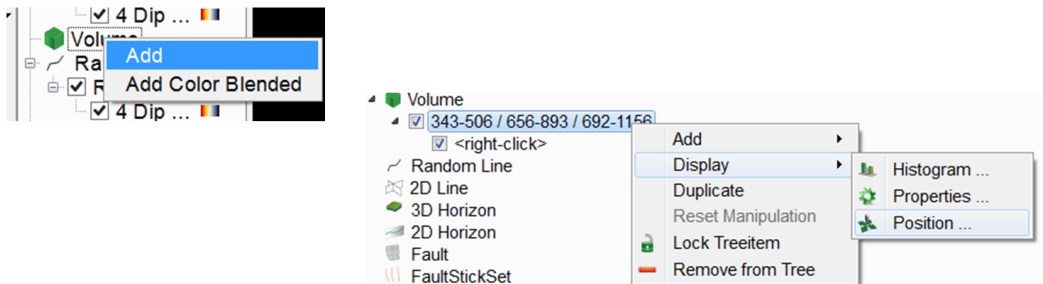 4 Dip ...
Volu
Add
Ra
Add Color Blended
R
4 Dip ...
Volume
343-506 / 656-893 / 692-1156
<right-click>
Random Line
2D Line
3D Horizon
2D Horizon
Fault
FaultStickSet
Add
Display
Duplicate
Reset Manipulation
Lock Treeitem
Remove from Tree
Histogram ...
Properties ...
Position ...